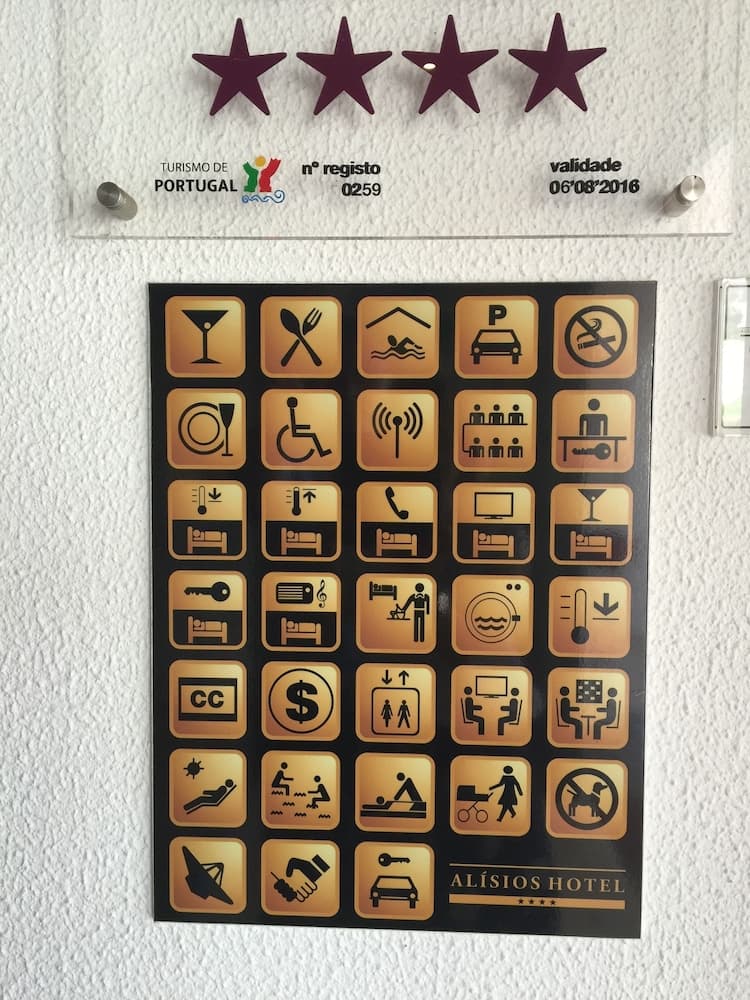 TURISMO DE
PORTUGAL
nº registo
0259
validade
06'08'2016
P
CC
$
ALÍSIOS HOTEL